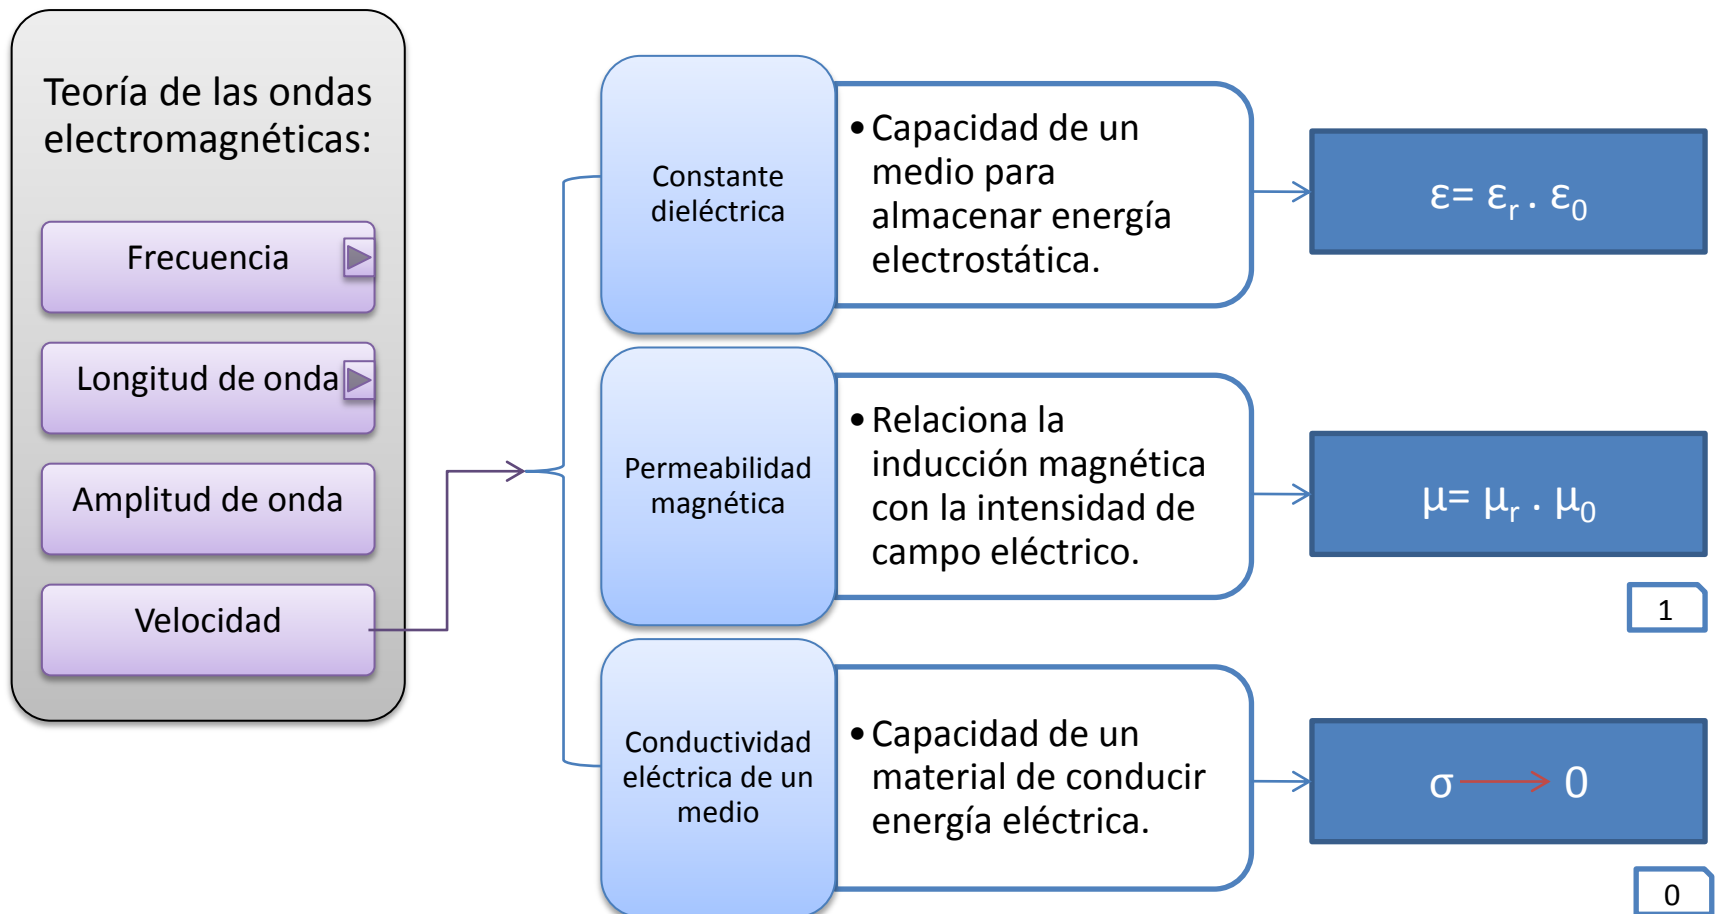 Teoría de las ondas
electromagnéticas:
Frecuencia
Longitud de onda
Amplitud de onda
Velocidad
Constante
dieléctrica
•Capacidad de un
medio para
almacenar energía
electrostática.
ε= εr . ε0
Permeabilidad
magnética
•Relaciona la
inducción magnética
con la intensidad de
campo eléctrico.
μ= μr . μ0
1
Conductividad
eléctrica de un
medio
•Capacidad de un
material de conducir
energía eléctrica.
σ → 0
0